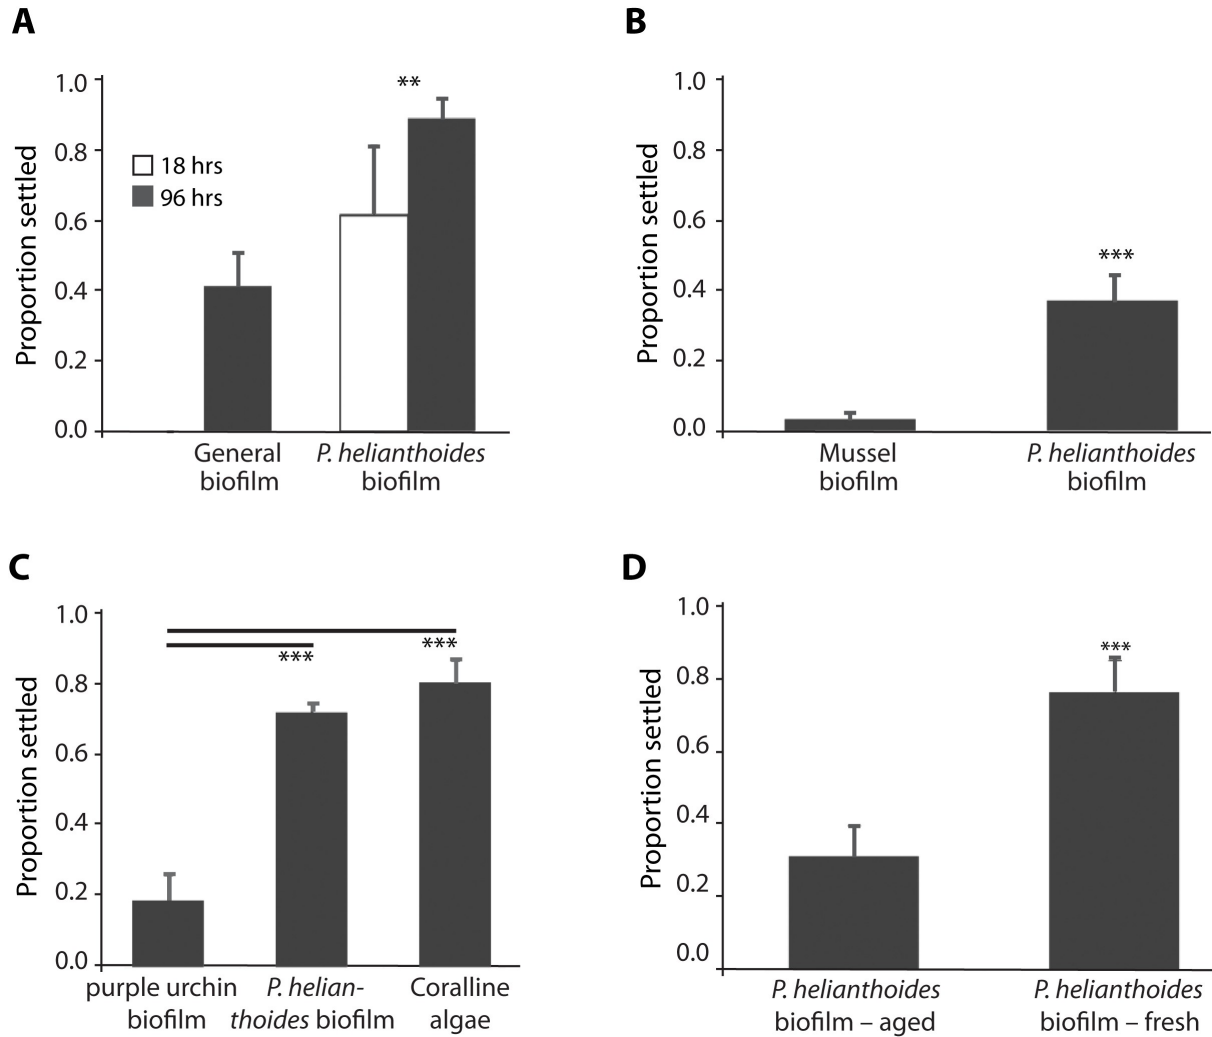 A
1.0
0.8
0.6
0.4
0.2
0.0
Proportion settled
18 hrs
96 hrs
**
General
biofilm
P. helianthoides
biofilm
B
1.0
0.8
0.6
0.4
0.2
0.0
Proportion settled
***
Mussel
biofilm
P. helianthoides
biofilm
C
1.0
0.8
0.6
0.4
0.2
0.0
Proportion settled
***
***
purple urchin
biofilm
P. helian-
thoides biofilm
Coralline
algae
D
1.0
0.8
0.6
0.4
0.2
0.0
Proportion settled
***
P. helianthoides
biofilm – aged
P. helianthoides
biofilm – fresh